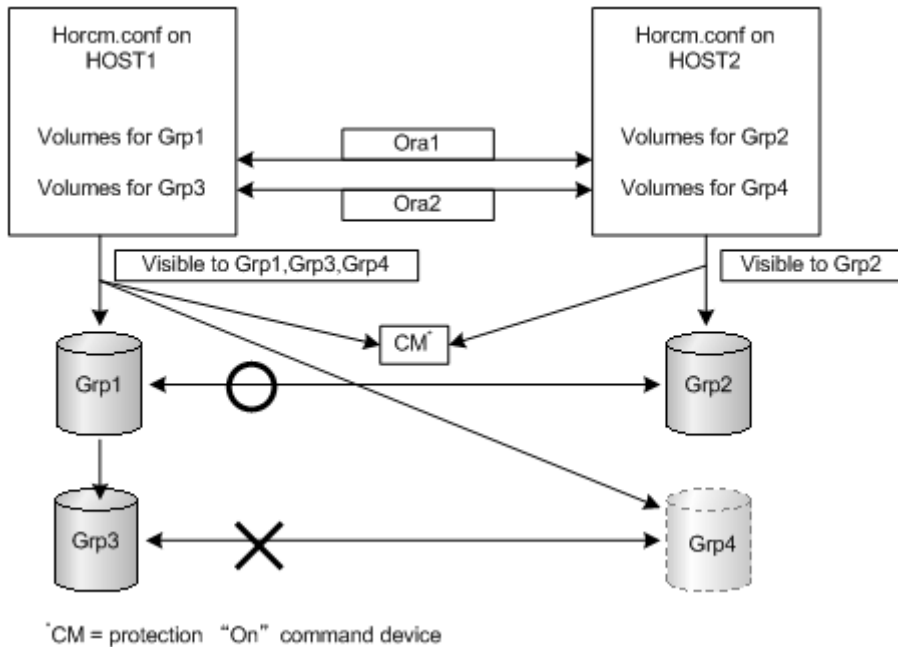 Horcm.conf on
HOST1
Volumes for Grp1
Volumes for Grp3
Horcm.conf on
HOST2
Volumes for Grp2
Volumes for Grp4
Ora1
Ora2
Visible to Grp1,Grp3,Grp4
Visible to Grp2
CM*
Grp1
Grp2
Grp3
Grp4
*CM = protection “On” command device